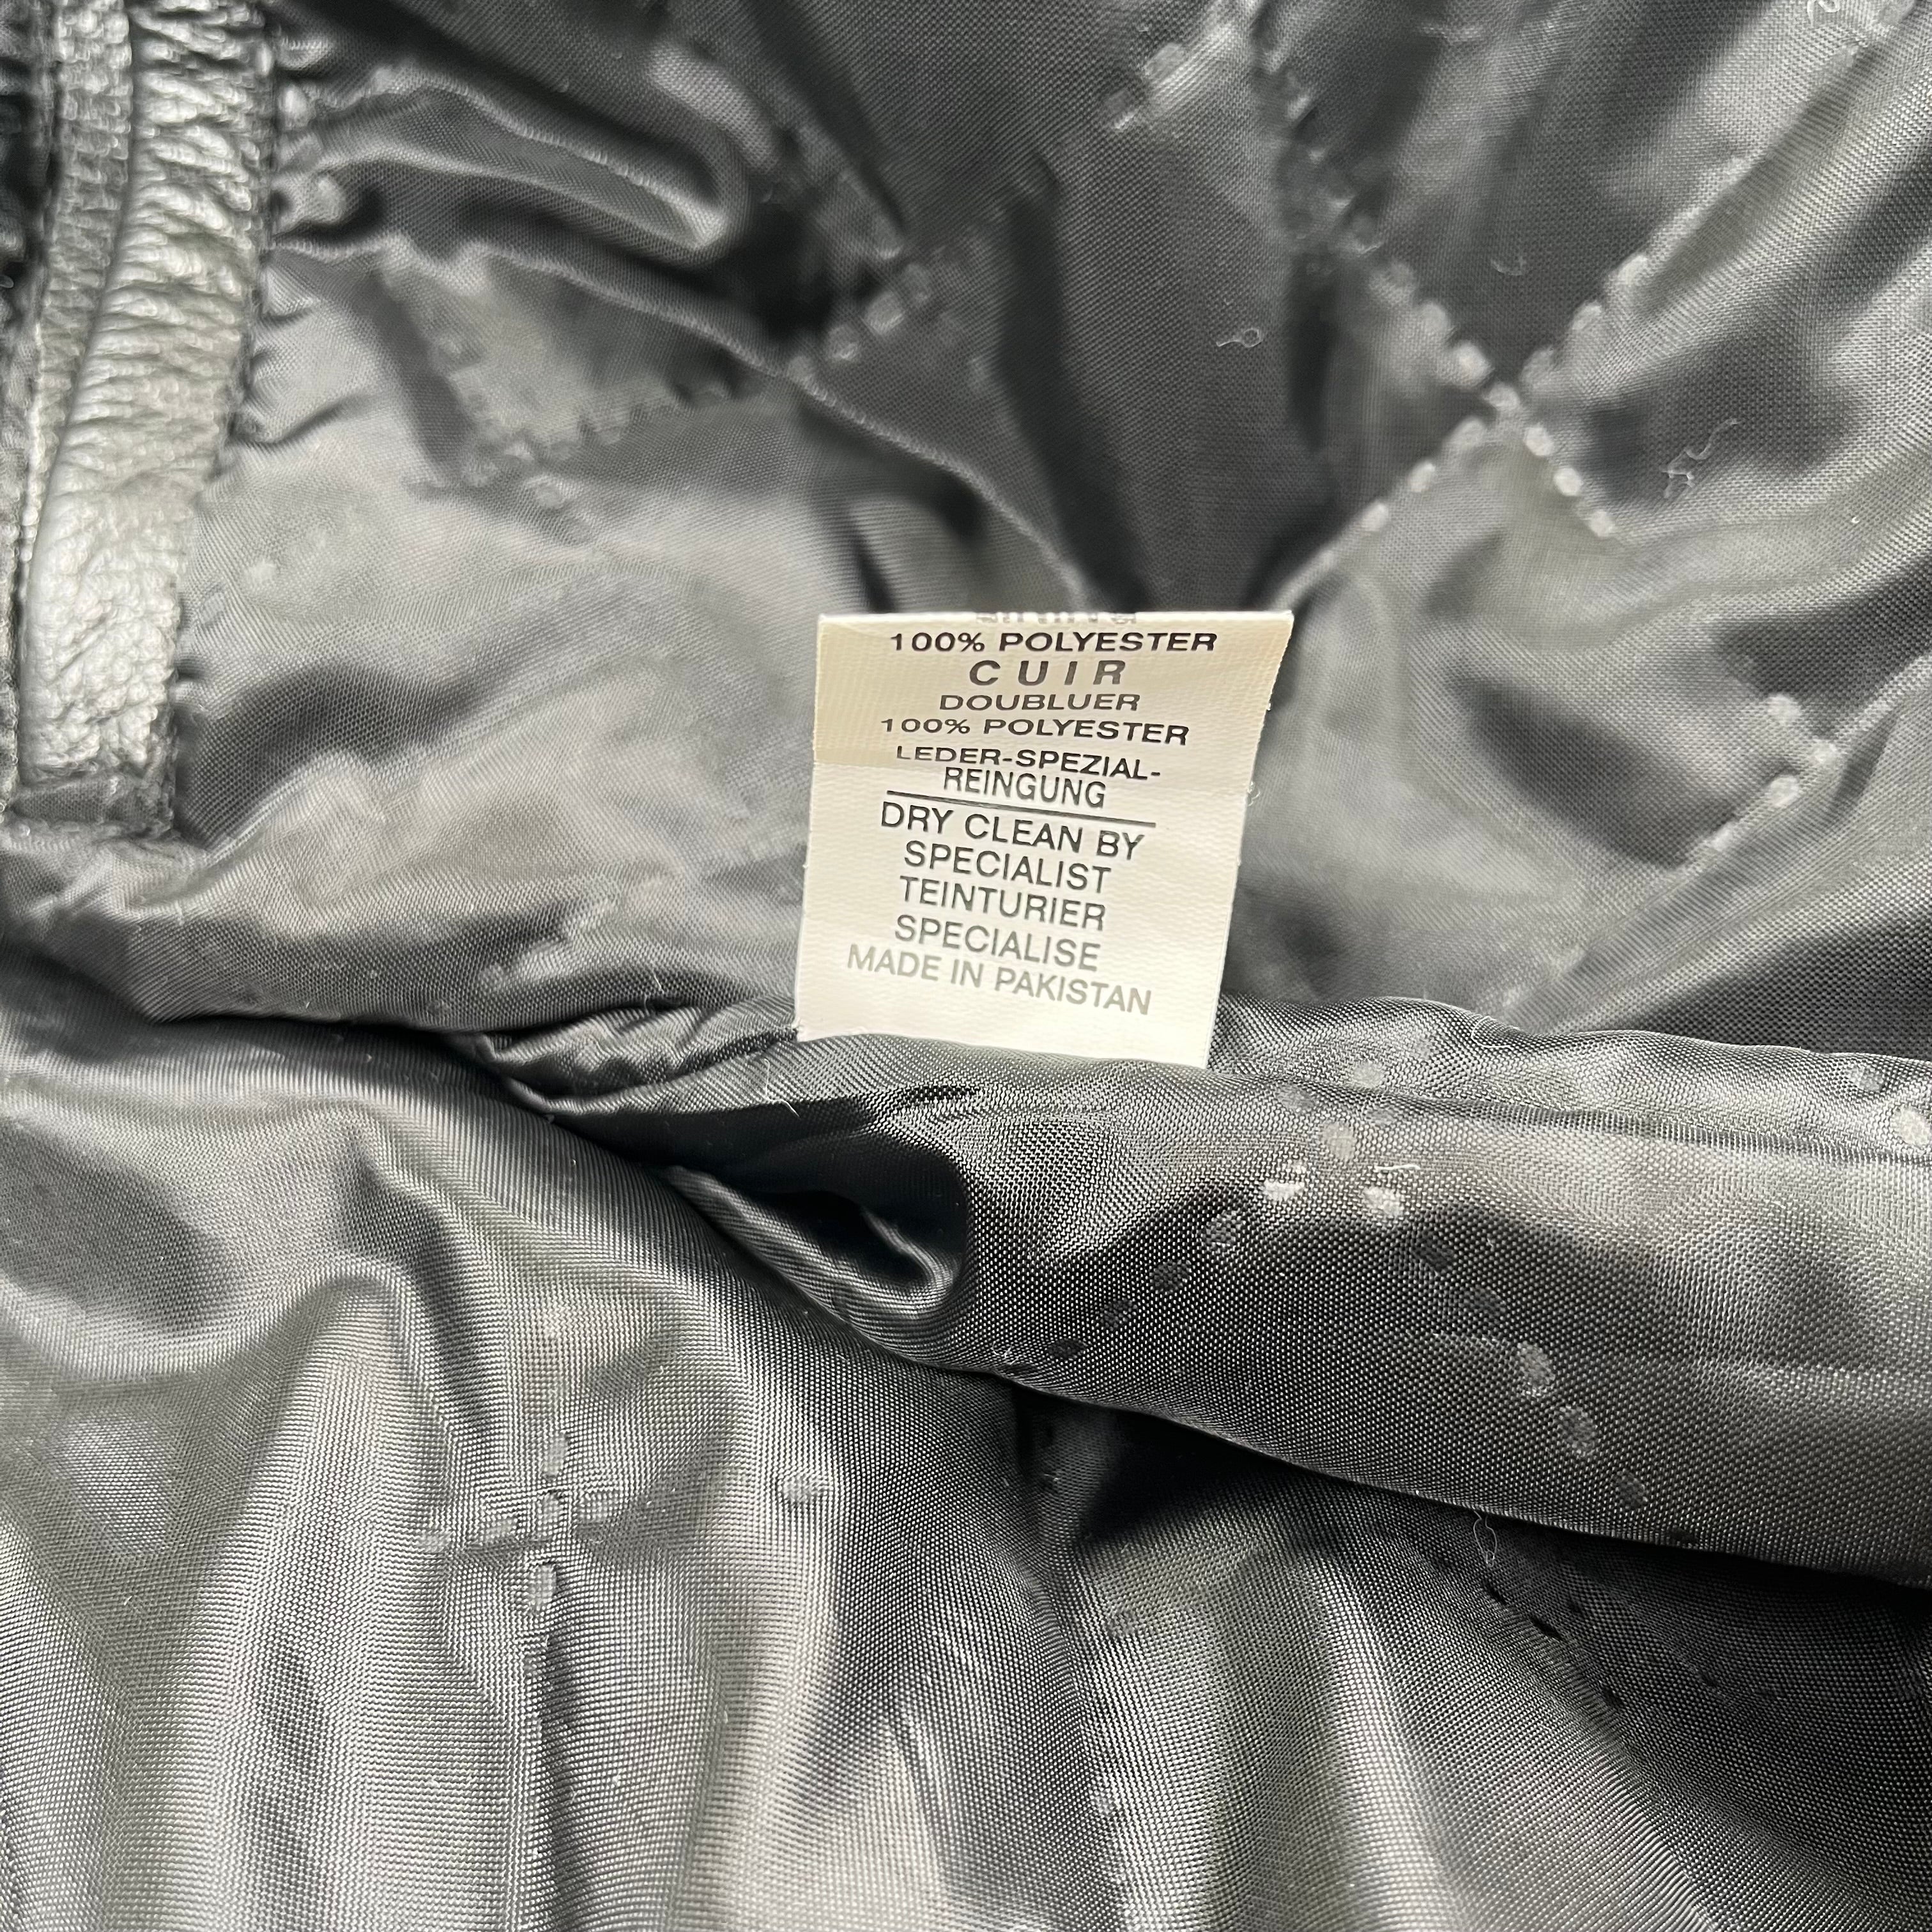 100% POLYESTER
CUIR
DOUBLUER
100% POLYESTER
LEDER-SPEZIAL-
REINGUNG
DRY CLEAN BY
SPECIALIST
TEINTURIER
SPECIALISE
MADE IN PAKISTAN